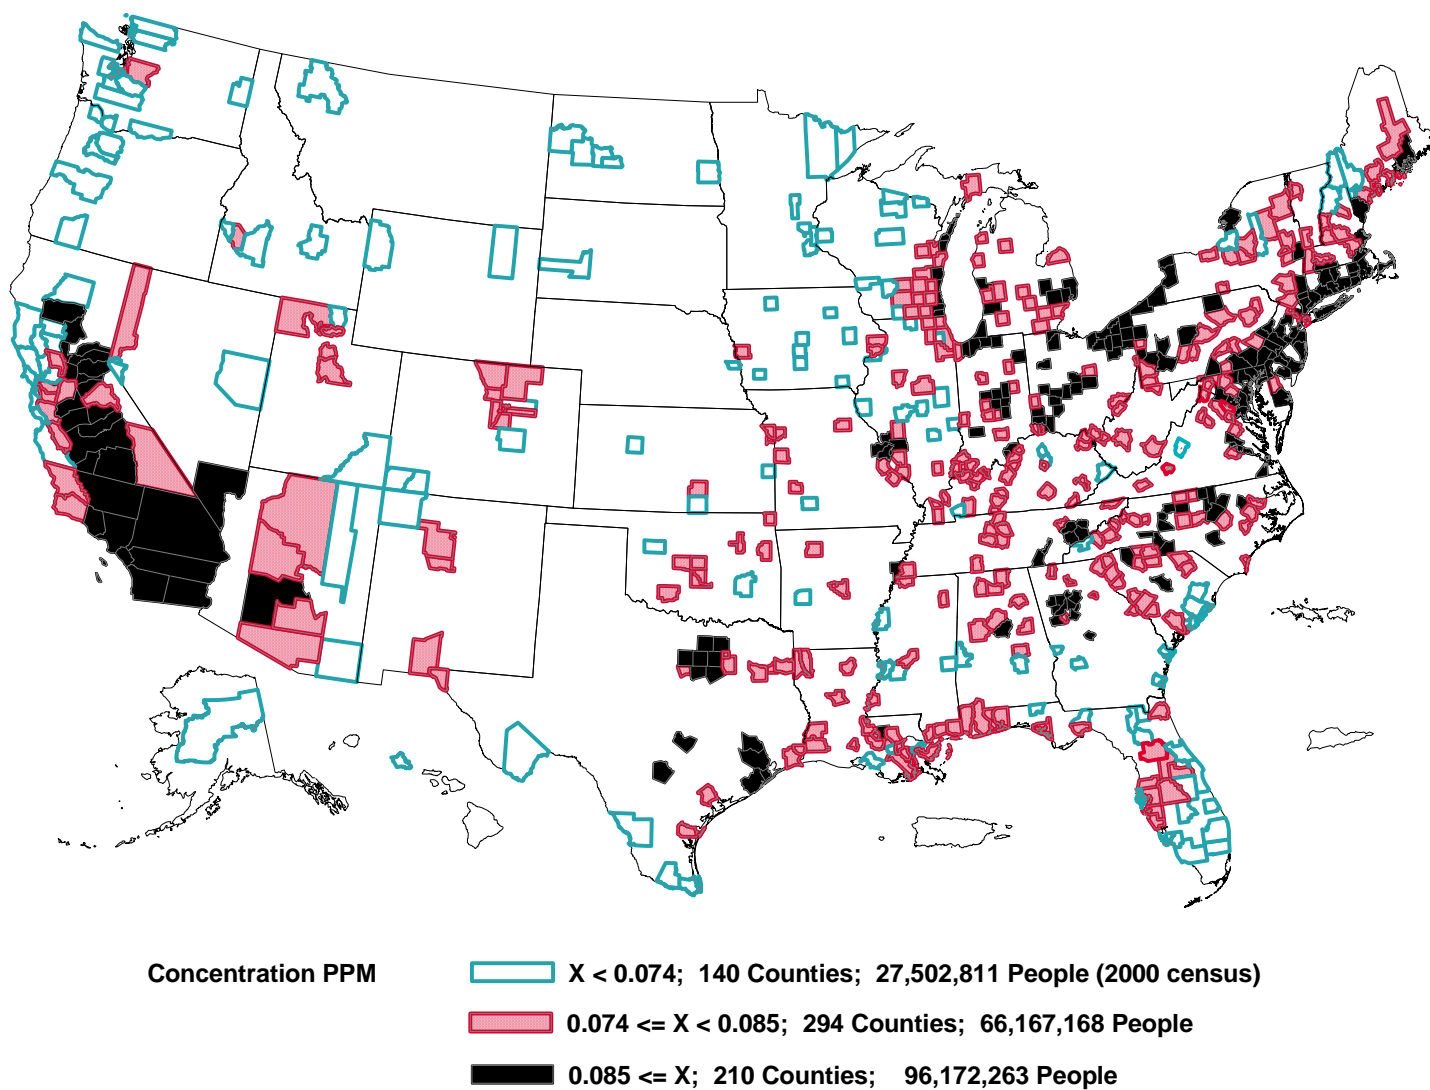 Concentration PPM
X < 0.074; 140 Counties; 27,502,811 People (2000 census)
0.074 <= X < 0.085; 294 Counties; 66,167,168 People
0.085 <= X; 210 Counties; 96,172,263 People